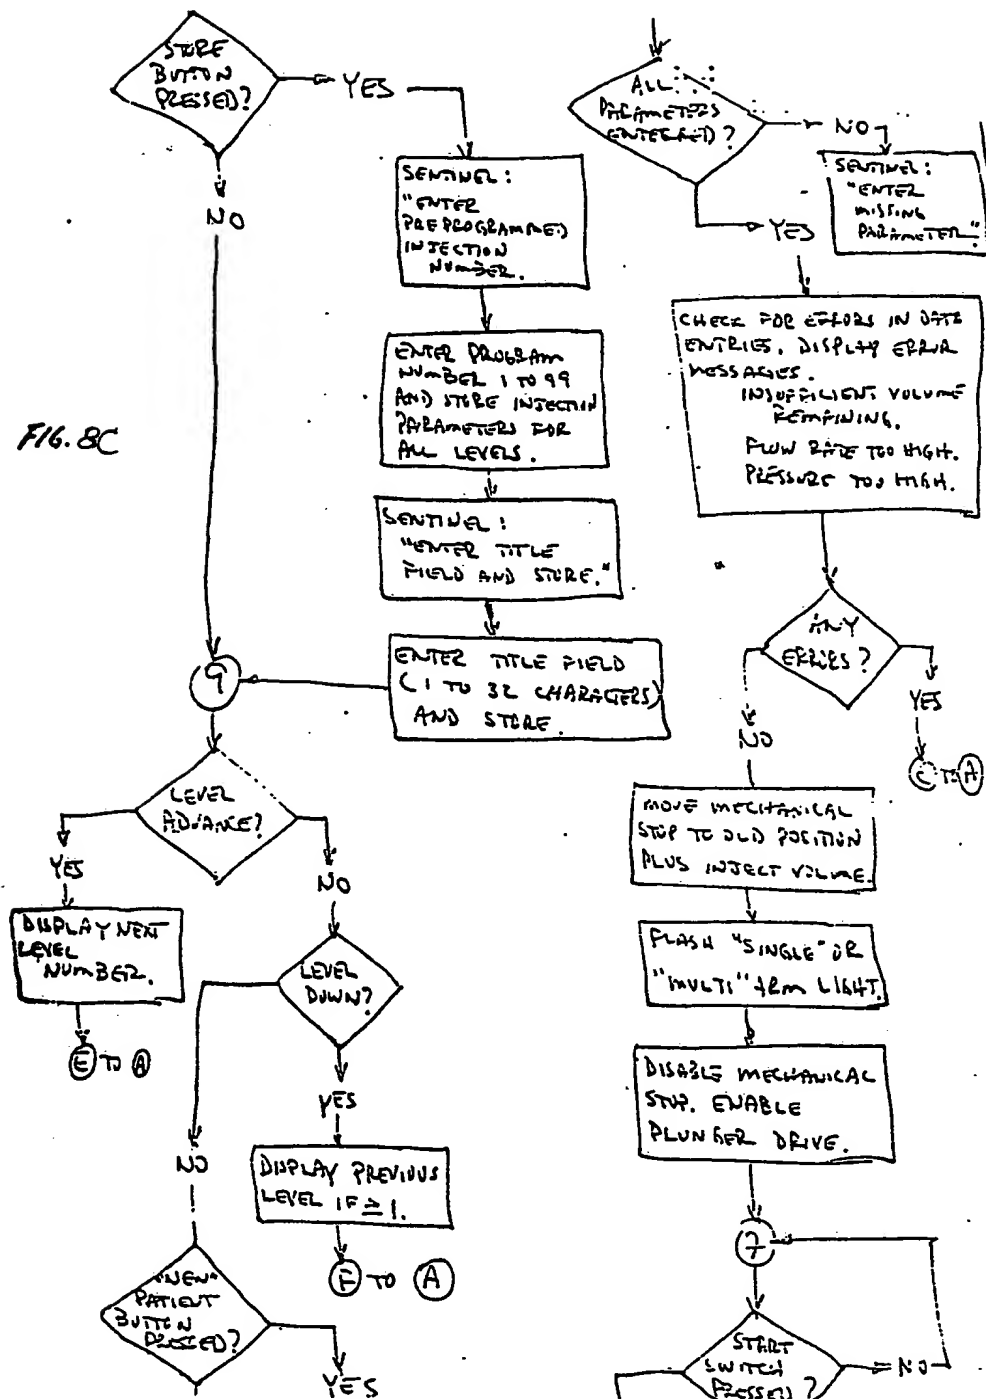 STORE
BUTTON
PRESSED?
YES
NO
SENTINEL:
"ENTER
PREPROGRAMMED
INJECTION
NUMBER.
ENTER PROGRAM
NUMBER 1 TO 99
AND STORE INJECTION
PARAMETERS FOR
ALL LEVELS.
FIG. 8C
SENTINEL:
"ENTER TITLE
FIELD AND STORE."
ENTER TITLE FIELD
(1 TO 32 CHARACTERS)
AND STORE.
9
LEVEL
ADVANCE?
YES
NO
DISPLAY NEXT
LEVEL
NUMBER.
E TO A
LEVEL
DOWN?
NO
YES
DISPLAY PREVIOUS
LEVEL IF ≥ 1.
F TO A
"NEW"
PATIENT
BUTTON
PRESSED?
YES
ALL
PARAMETERS
ENTERED?
NO
SENTINEL:
"ENTER
MISSING
PARAMETER."
YES
CHECK FOR ERRORS IN DATA
ENTRIES. DISPLAY ERROR
MESSAGES.
INSUFFICIENT VOLUME
REMAINING.
FLOW RATE TOO HIGH.
PRESSURE TOO HIGH.
ANY
ERRORS?
YES
C TO A
NO
MOVE MECHANICAL
STOP TO OLD POSITION
PLUS INJECT VOLUME.
FLASH "SINGLE" OR
"MULTI" ARM LIGHT.
DISABLE MECHANICAL
STOP. ENABLE
PLUNGER DRIVE.
7
START
SWITCH
PRESSED?
NO